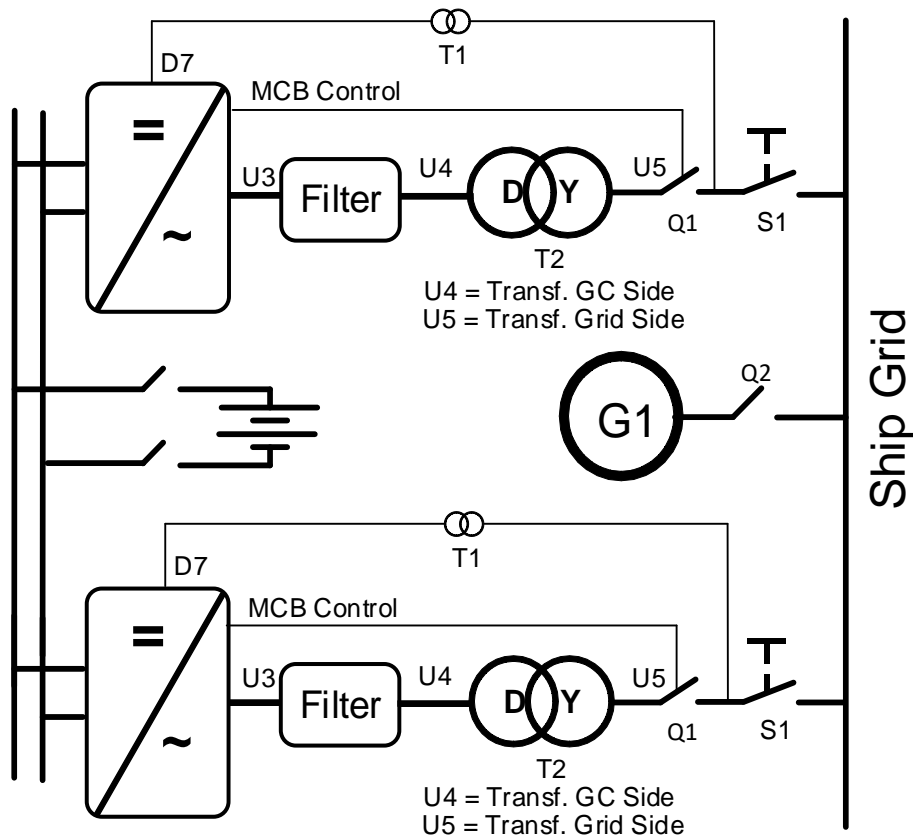 T1
D7
MCB Control
=
~
U3
Filter
U4
D Y
U5
Q1
S1
T2
U4 = Transf. GC Side
U5 = Transf. Grid Side
G1
Q2
Ship Grid
T1
D7
MCB Control
=
~
U3
Filter
U4
D Y
U5
Q1
S1
T2
U4 = Transf. GC Side
U5 = Transf. Grid Side